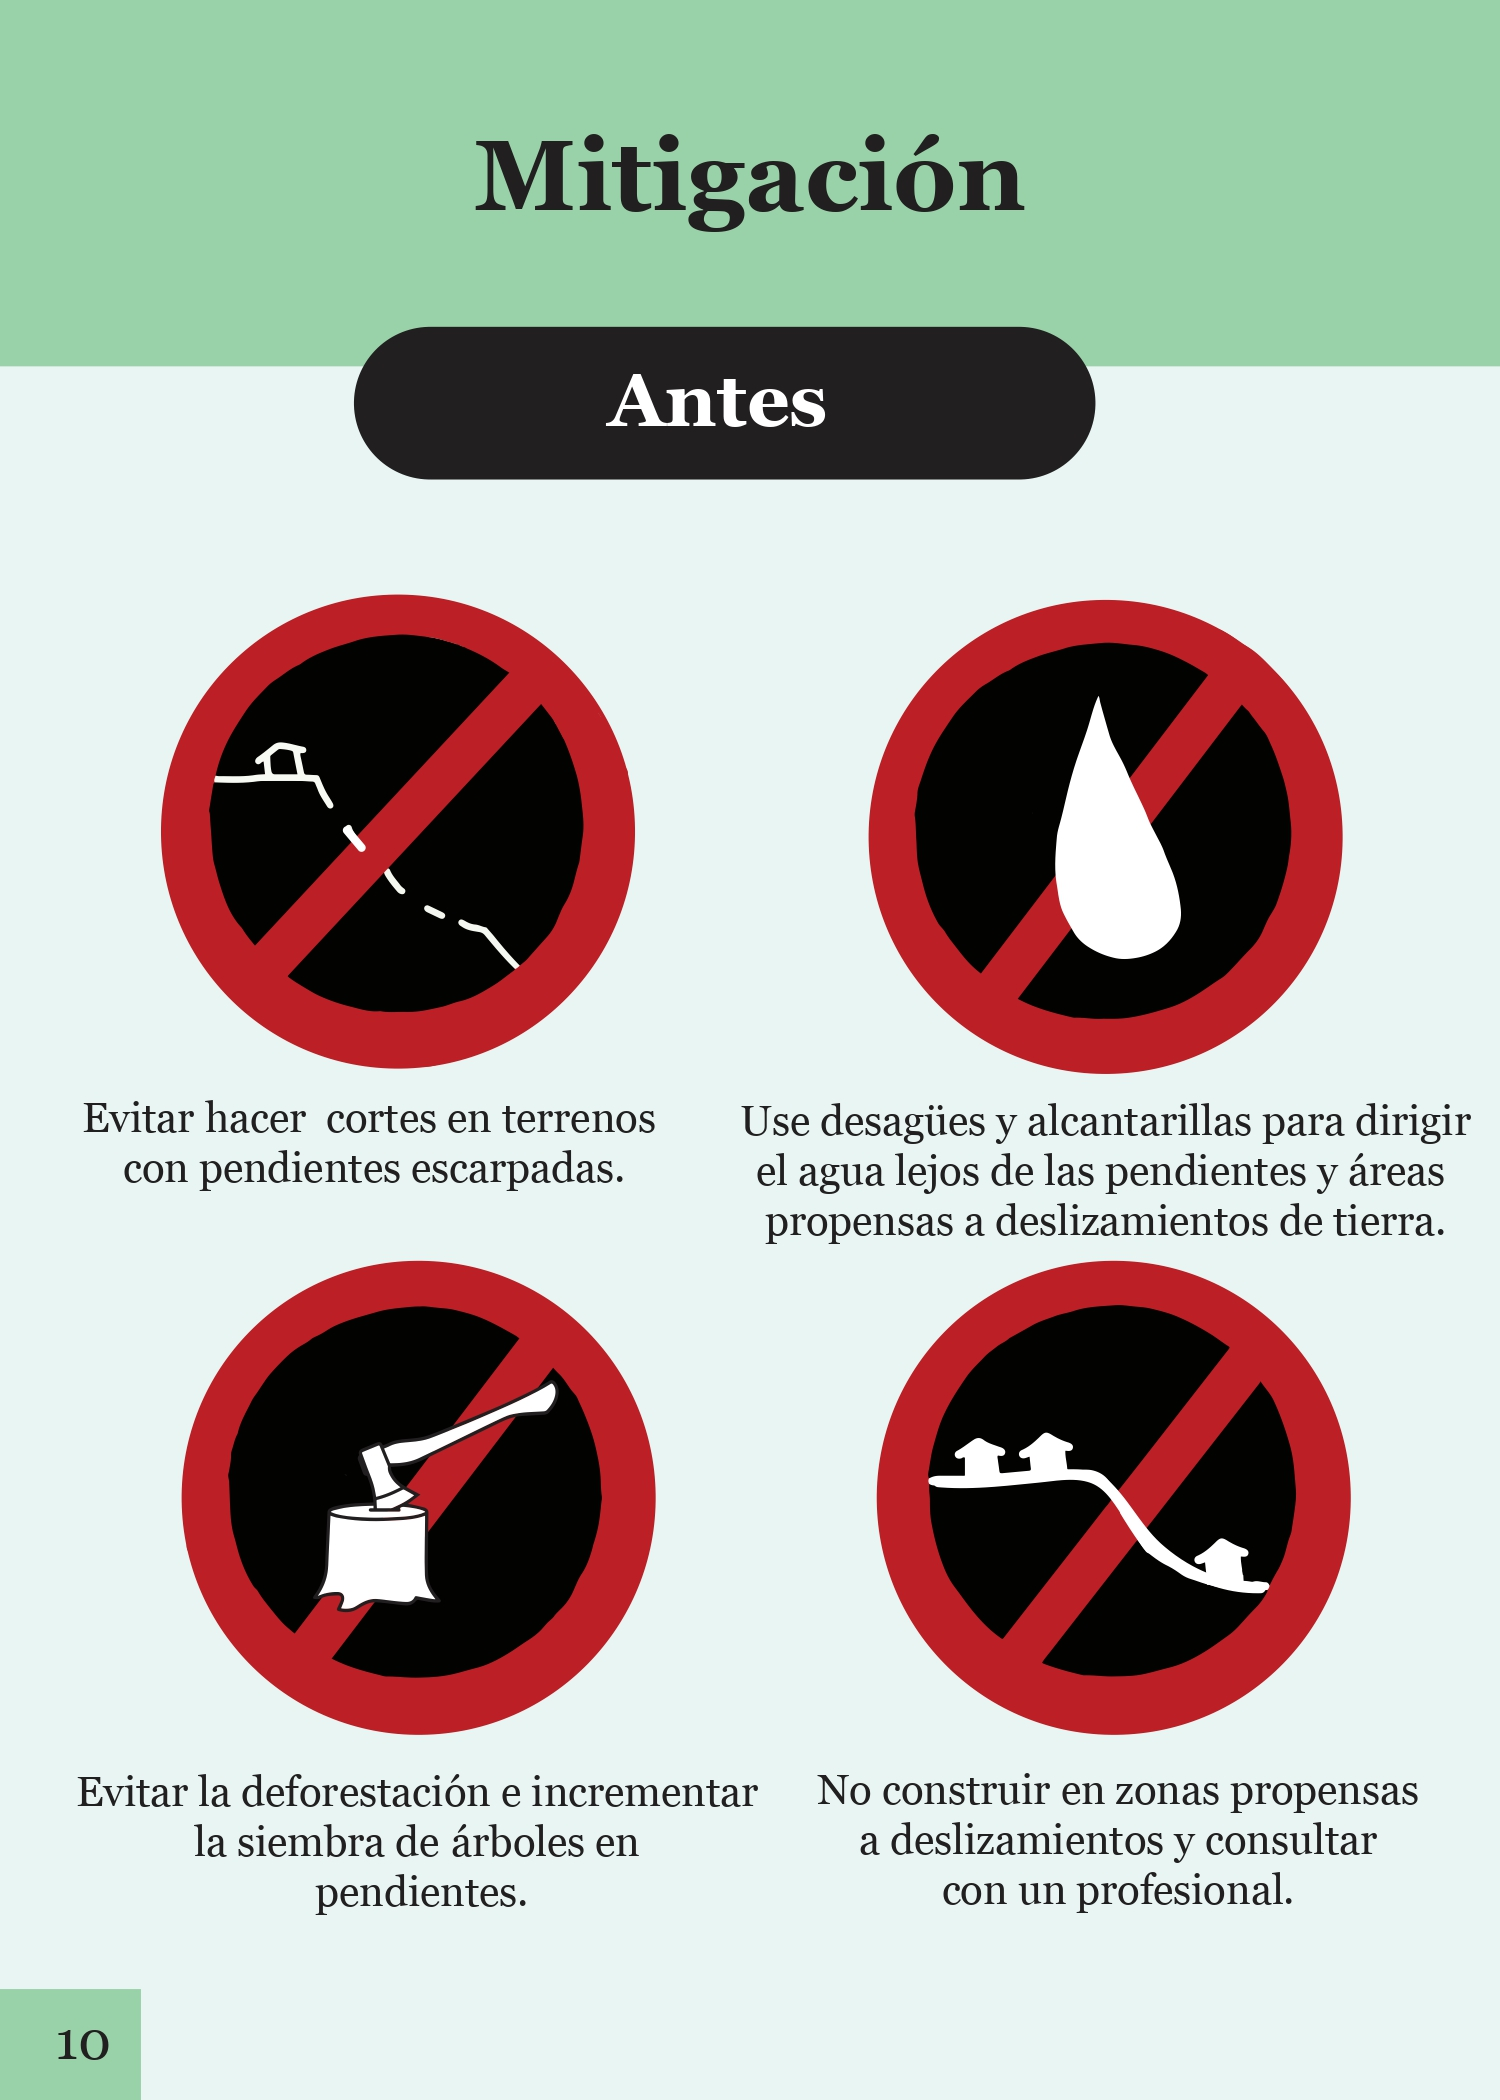 Mitigación
Antes
Evitar hacer  cortes en terrenos
con pendientes escarpadas.
Use desagües y alcantarillas para dirigir
el agua lejos de las pendientes y áreas
propensas a deslizamientos de tierra.
Evitar la deforestación e incrementar
la siembra de árboles en
pendientes.
No construir en zonas propensas
a deslizamientos y consultar
con un profesional.
10